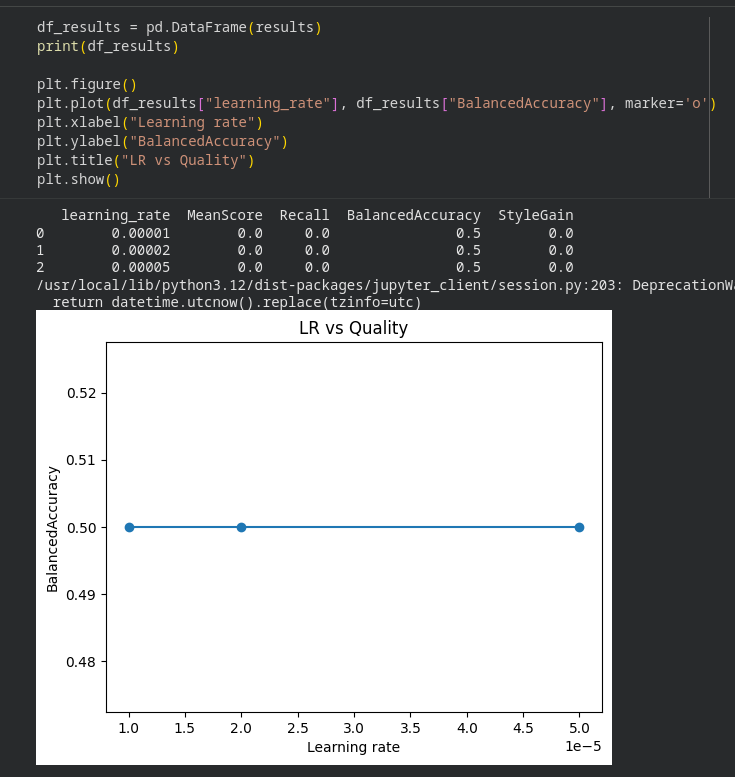 df_results = pd.DataFrame(results)
print(df_results)
plt.figure()
plt.plot(df_results["learning_rate"], df_results["BalancedAccuracy"], marker='o')
plt.xlabel("Learning rate")
plt.ylabel("BalancedAccuracy")
plt.title("LR vs Quality")
plt.show()
learning_rate MeanScore Recall BalancedAccuracy StyleGain
0 0.00001 0.0 0.0 0.5 0.0
1 0.00002 0.0 0.0 0.5 0.0
2 0.00005 0.0 0.0 0.5 0.0
/usr/local/lib/python3.12/dist-packages/jupyter_client/session.py:203: DeprecationWa
return datetime.utcnow().replace(tzinfo=utc)
LR vs Quality
0.52
0.51
0.50
0.49
0.48
BalancedAccuracy
1.0 1.5 2.0 2.5 3.0 3.5 4.0 4.5 5.0
1e−5
Learning rate